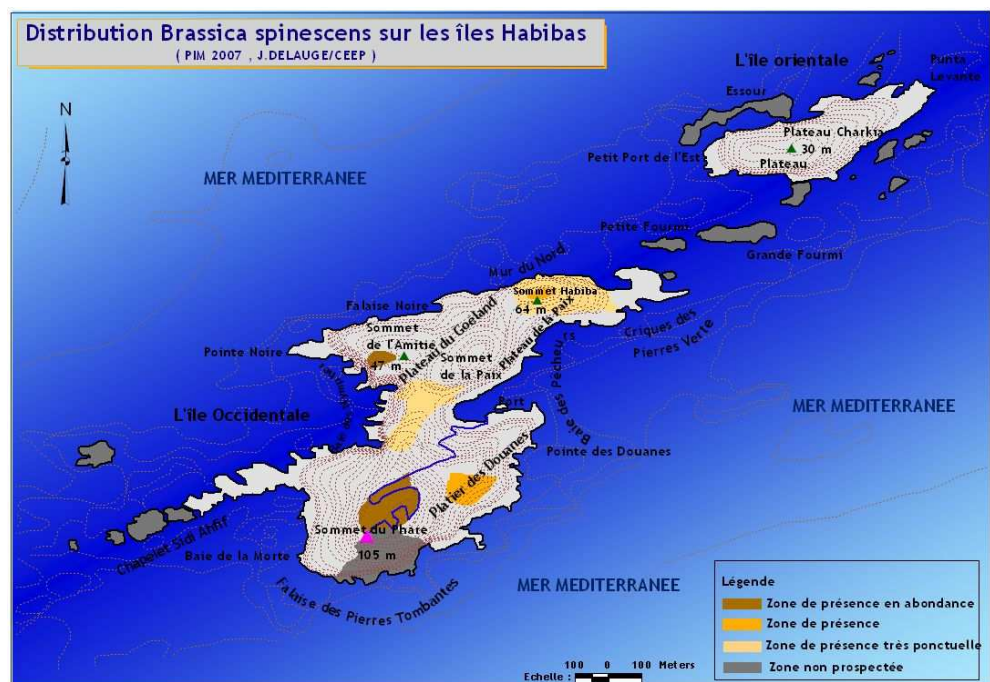 Distribution Brassica spinescens sur les îles Habibas
( PIM 2007 , J.DELAUGE/CEEP )
N
L'île orientale
Punta
Levante
Essour
Plateau Charkia
30 m
Plateau
Petit Port de l'Est
MER MEDITERRANEE
Petite Fourmi
Grande Fourmi
Mur du Nord
Sommet Habiba
64 m
Falaise Noire
Plateau du Goeland
Plateau de la Paix
Criques des
Pierres Verte
Sommet
de l'Amitie
47 m
Pointe Noire
Sommet
de la Paix
Baie des Pecheurs
L'île Occidentale
Port
MER MEDITERRANEE
Pointe des Douanes
Platier des Douanes
Chapelet Sidi Ahfif
Sommet du Phare
105 m
Baie de la Morte
Falaise des Pierres Tombantes
MER MEDITERRANEE
Légende
Zone de présence en abondance
Zone de présence
Zone de présence très ponctuelle
Zone non prospectée
100 0 100 Meters
Echelle :